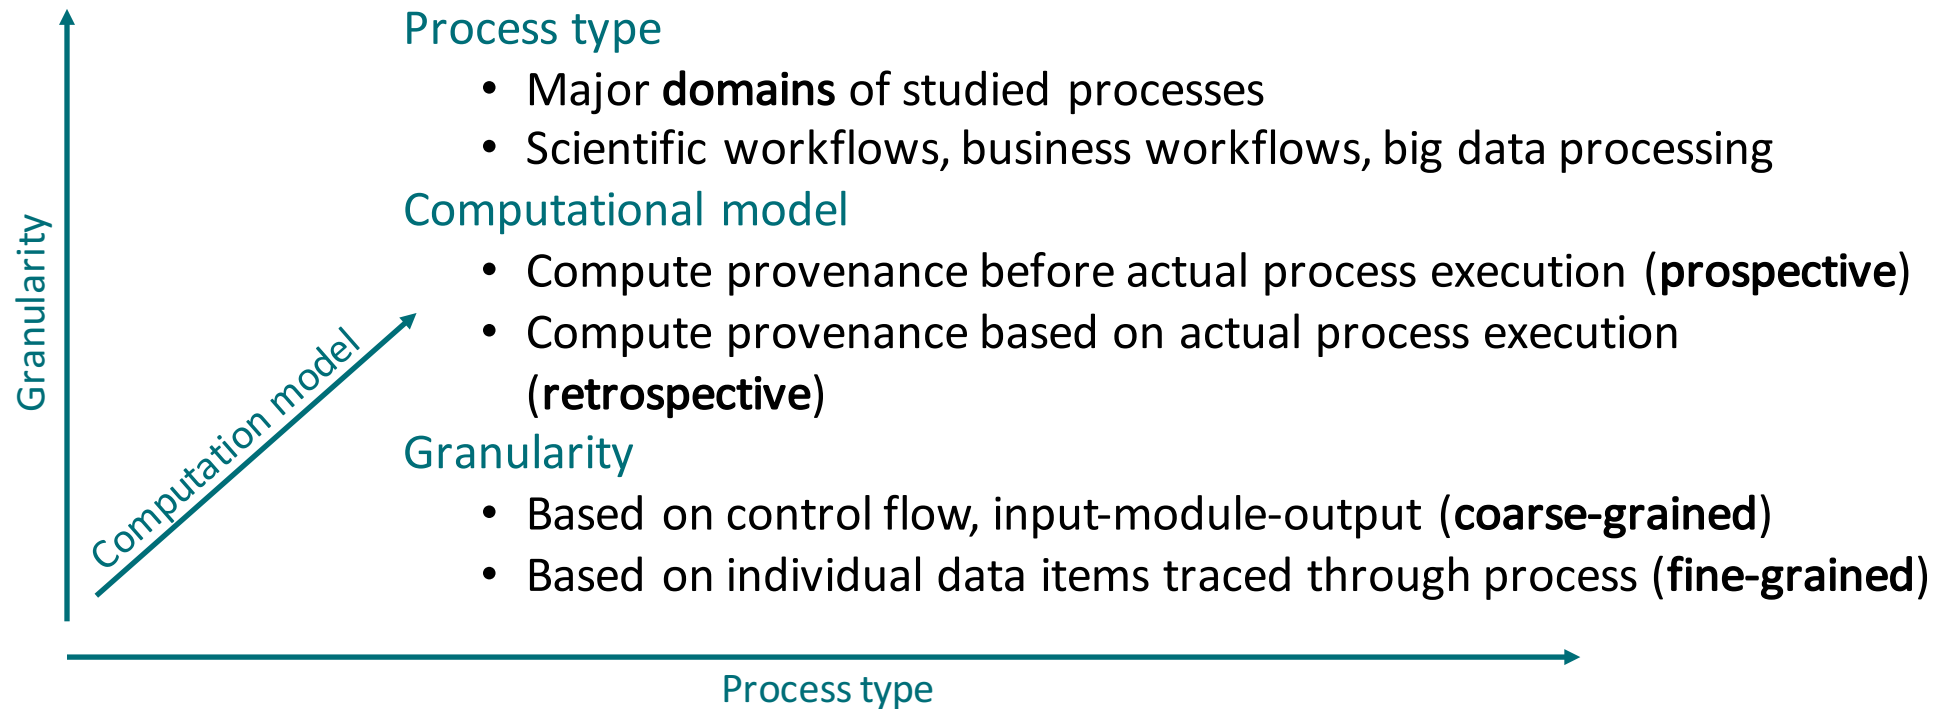 Process type
• Major domains of studied processes
• Scientific workflows, business workflows, big data processing
Computational model
• Compute provenance before actual process execution (prospective)
• Compute provenance based on actual process execution
(retrospective)
Granularity
• Based on control flow, input-module-output (coarse-grained)
• Based on individual data items traced through process (fine-grained)
Granularity
Computation model
Process type